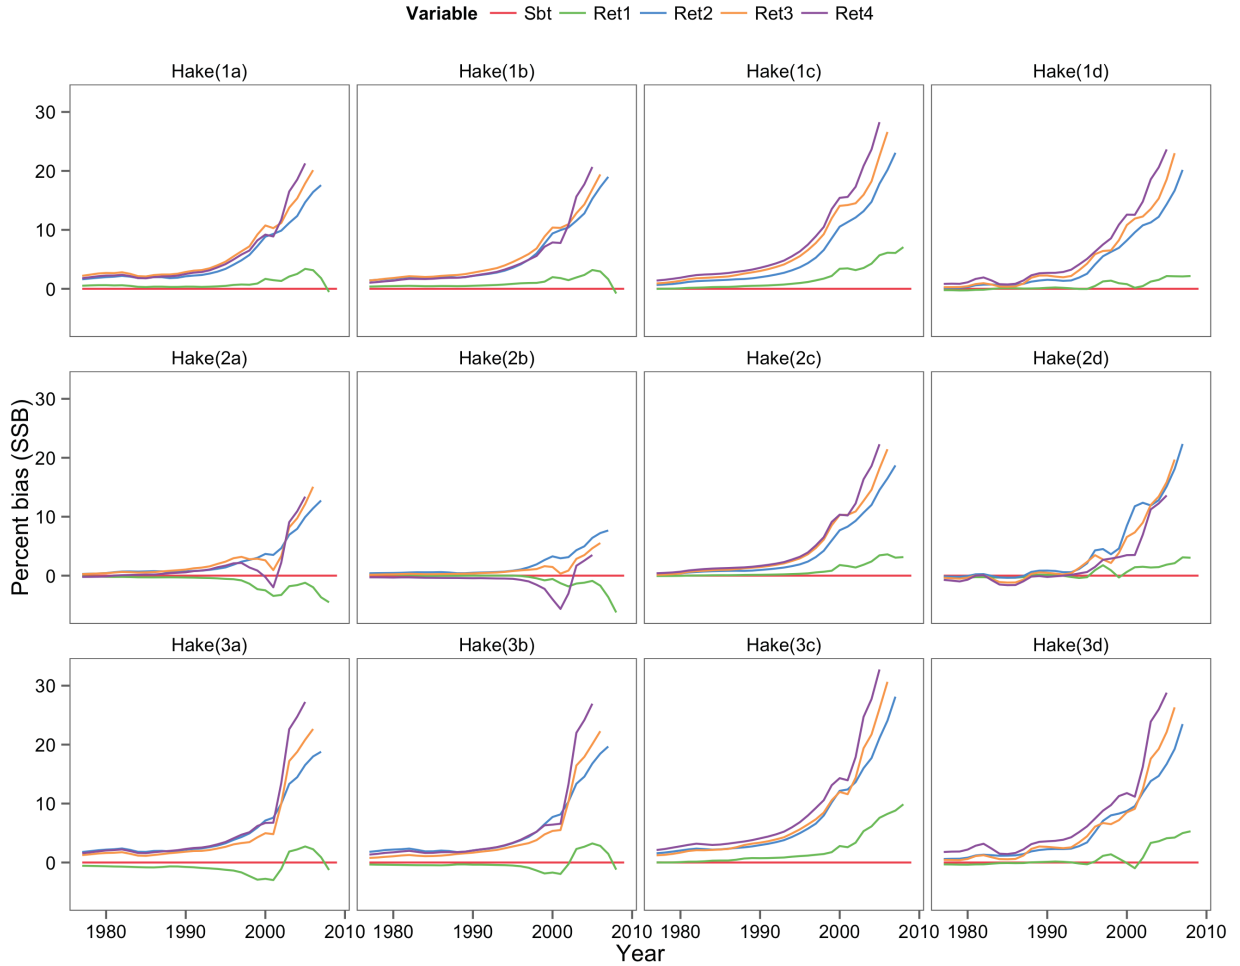 Variable Sbt Ret1 Ret2 Ret3 Ret4
Hake(1a) Hake(1b) Hake(1c) Hake(1d)
30
20
10
0
Hake(2a) Hake(2b) Hake(2c) Hake(2d)
30
20
10
0
Percent bias (SSB)
Hake(3a) Hake(3b) Hake(3c) Hake(3d)
30
20
10
0
1980 1990 2000 2010 1980 1990 2000 2010 1980 1990 2000 2010 1980 1990 2000 2010
Year